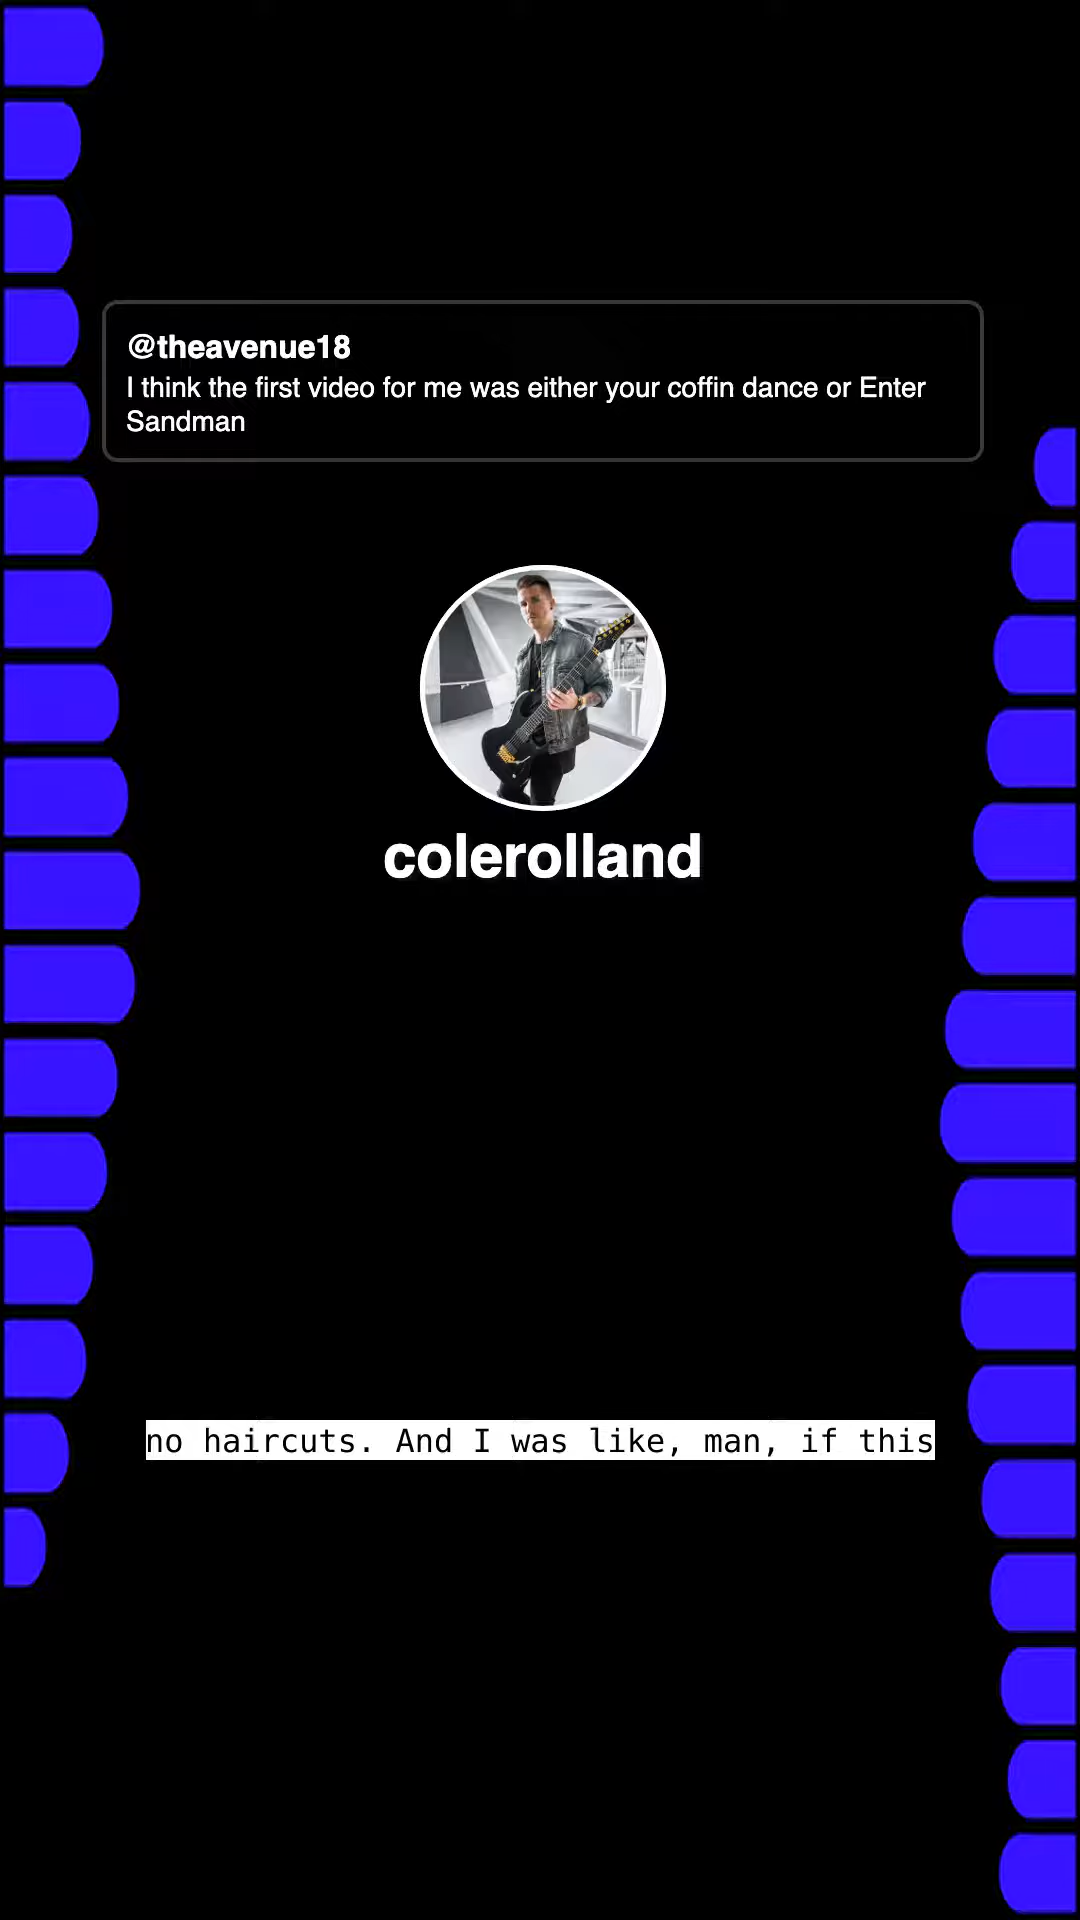 @theavenue18
I think the first video for me was either your coffin dance or Enter
Sandman
colerolland
no haircuts. And I was like, man, if this